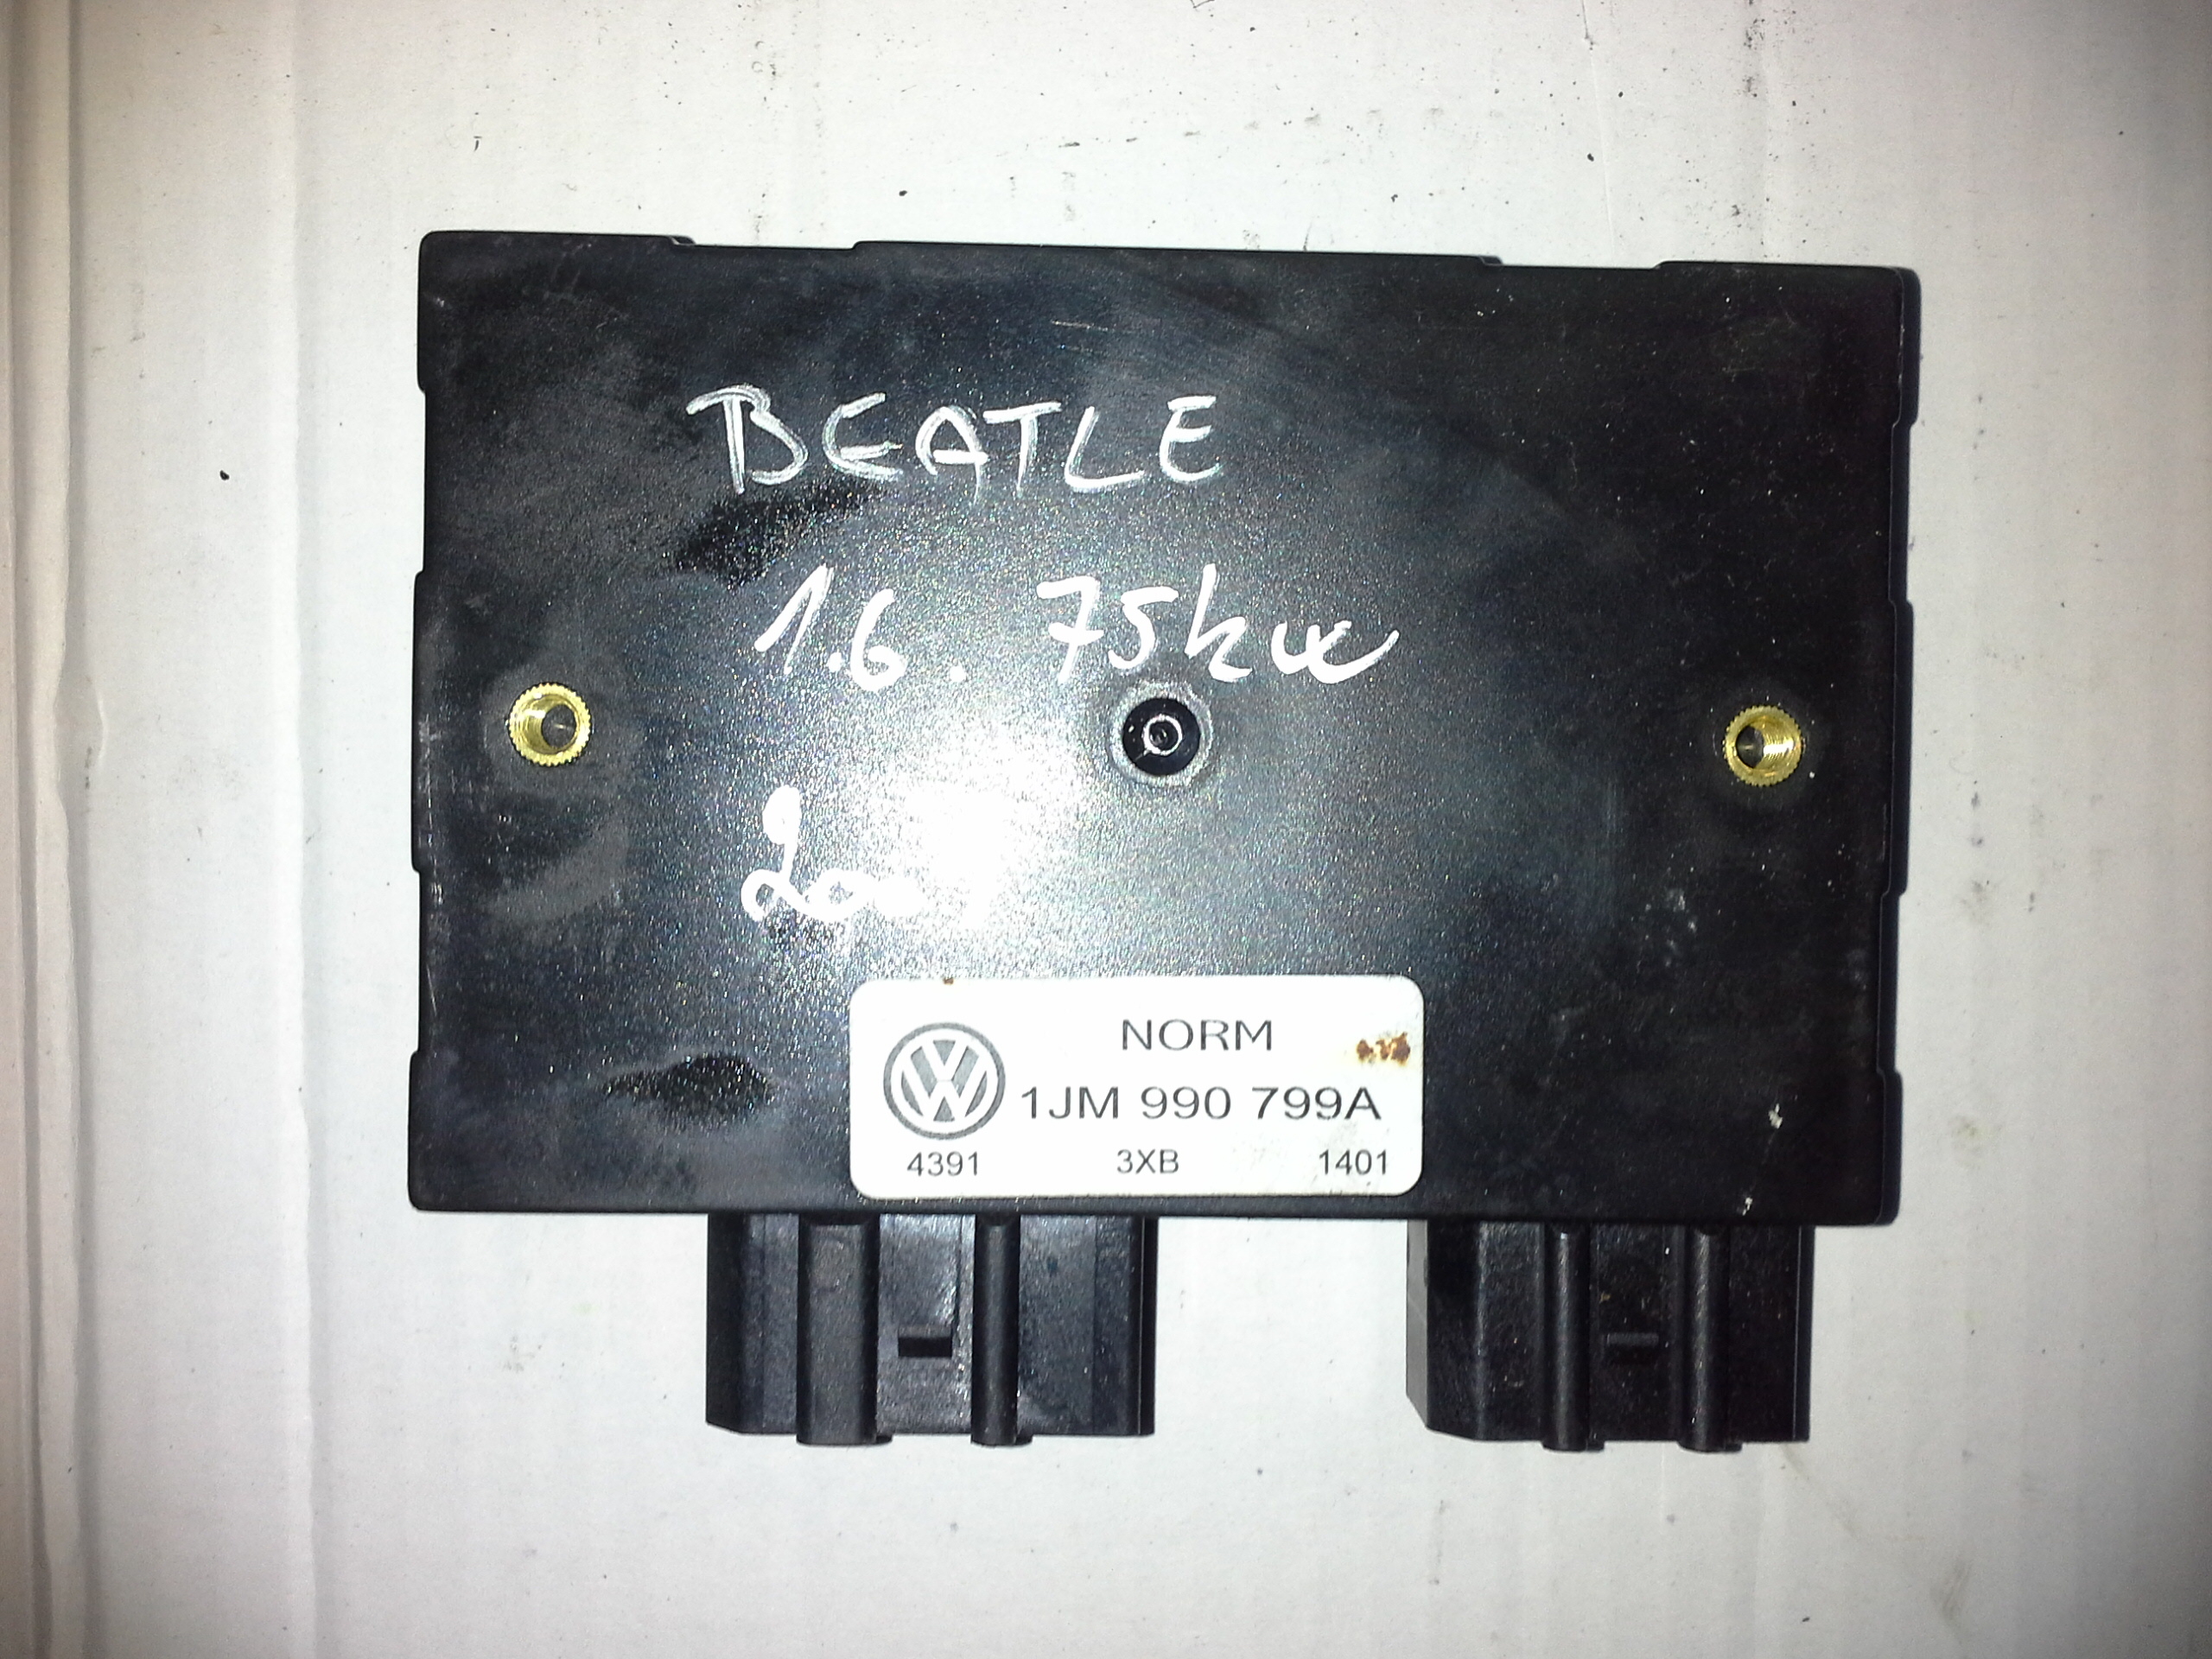 BEATLE
1.6. 75kw
NORM
1JM 990 799A
4391 3XB 1401